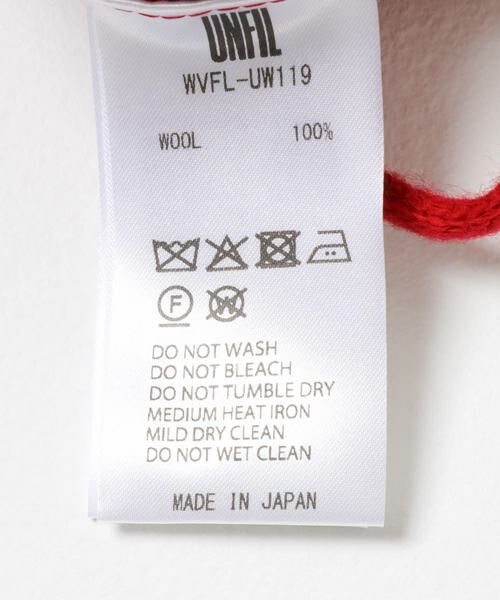 UNFIL
WVFL-UW119
WOOL 100%
F W
DO NOT WASH
DO NOT BLEACH
DO NOT TUMBLE DRY
MEDIUM HEAT IRON
MILD DRY CLEAN
DO NOT WET CLEAN
MADE IN JAPAN